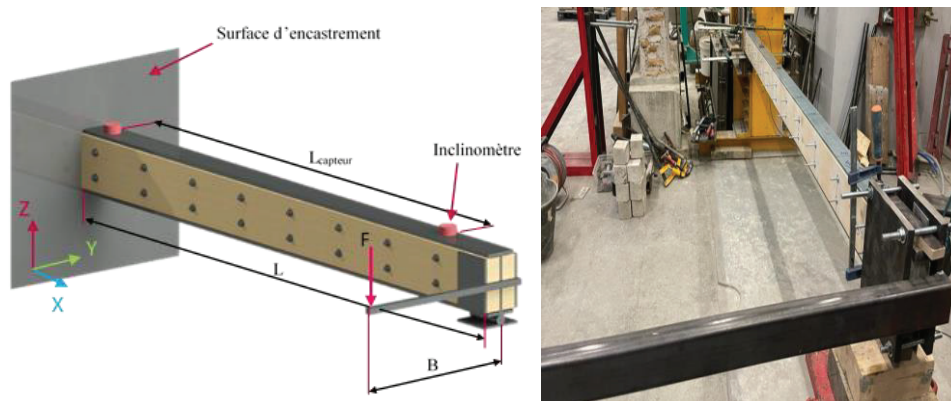 Surface d'encastrement
Lcapteur
Inclinomètre
Z
Y
X
F
L
B